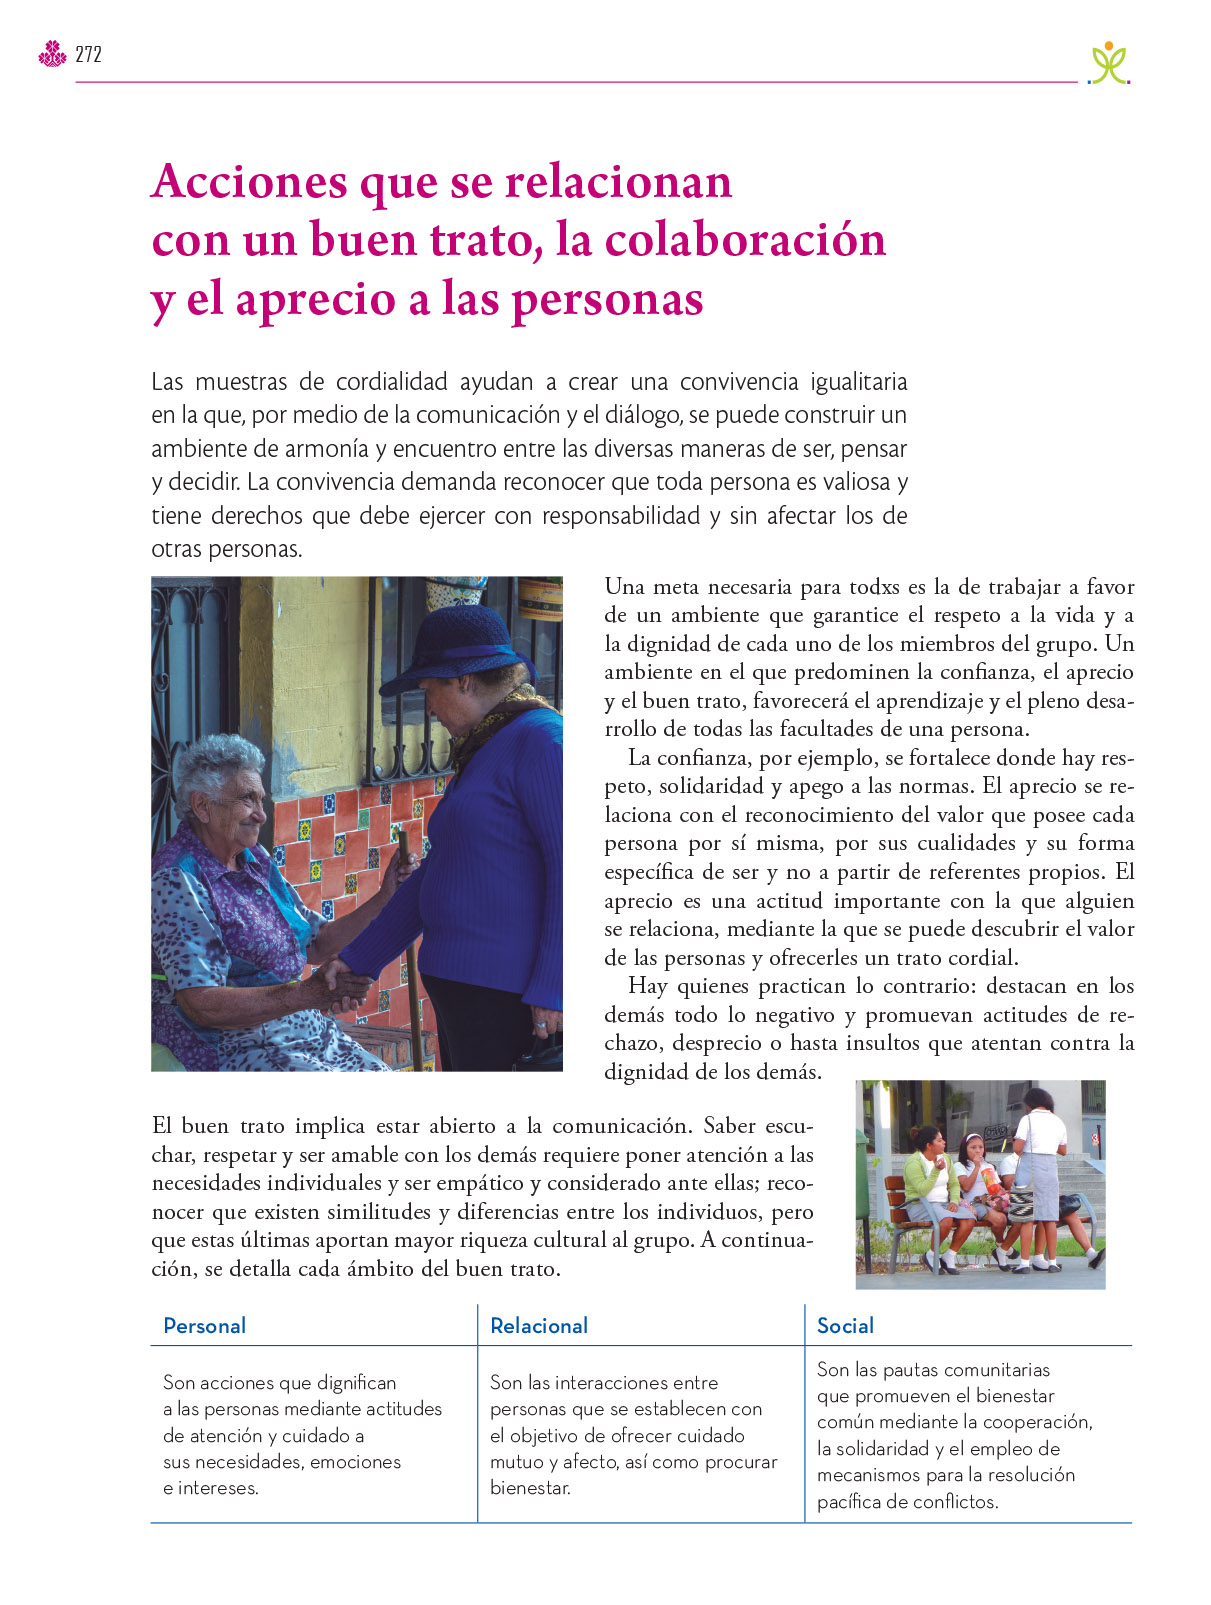 272
Acciones que se relacionan
con un buen trato, la colaboración
y el aprecio a las personas
Las muestras de cordialidad ayudan a crear una convivencia igualitaria
en la que, por medio de la comunicación y el diálogo, se puede construir un
ambiente de armonía y encuentro entre las diversas maneras de ser, pensar
y decidir. La convivencia demanda reconocer que toda persona es valiosa y
tiene derechos que debe ejercer con responsabilidad y sin afectar los de
otras personas.
Una meta necesaria para todxs es la de trabajar a favor
de un ambiente que garantice el respeto a la vida y a
la dignidad de cada uno de los miembros del grupo. Un
ambiente en el que predominen la confianza, el aprecio
y el buen trato, favorecerá el aprendizaje y el pleno desa-
rrollo de todas las facultades de una persona.
La confianza, por ejemplo, se fortalece donde hay res-
peto, solidaridad y apego a las normas. El aprecio se re-
laciona con el reconocimiento del valor que posee cada
persona por sí misma, por sus cualidades y su forma
específica de ser y no a partir de referentes propios. El
aprecio es una actitud importante con la que alguien
se relaciona, mediante la que se puede descubrir el valor
de las personas y ofrecerles un trato cordial.
Hay quienes practican lo contrario: destacan en los
demás todo lo negativo y promuevan actitudes de re-
chazo, desprecio o hasta insultos que atentan contra la
dignidad de los demás.
El buen trato implica estar abierto a la comunicación. Saber escu-
char, respetar y ser amable con los demás requiere poner atención a las
necesidades individuales y ser empático y considerado ante ellas; reco-
nocer que existen similitudes y diferencias entre los individuos, pero
que estas últimas aportan mayor riqueza cultural al grupo. A continua-
ción, se detalla cada ámbito del buen trato.
Personal
Son acciones que dignifican
a las personas mediante actitudes
de atención y cuidado a
sus necesidades, emociones
e intereses.
Relacional
Son las interacciones entre
personas que se establecen con
el objetivo de ofrecer cuidado
mutuo y afecto, así como procurar
bienestar.
Social
Son las pautas comunitarias
que promueven el bienestar
común mediante la cooperación,
la solidaridad y el empleo de
mecanismos para la resolución
pacífica de conflictos.